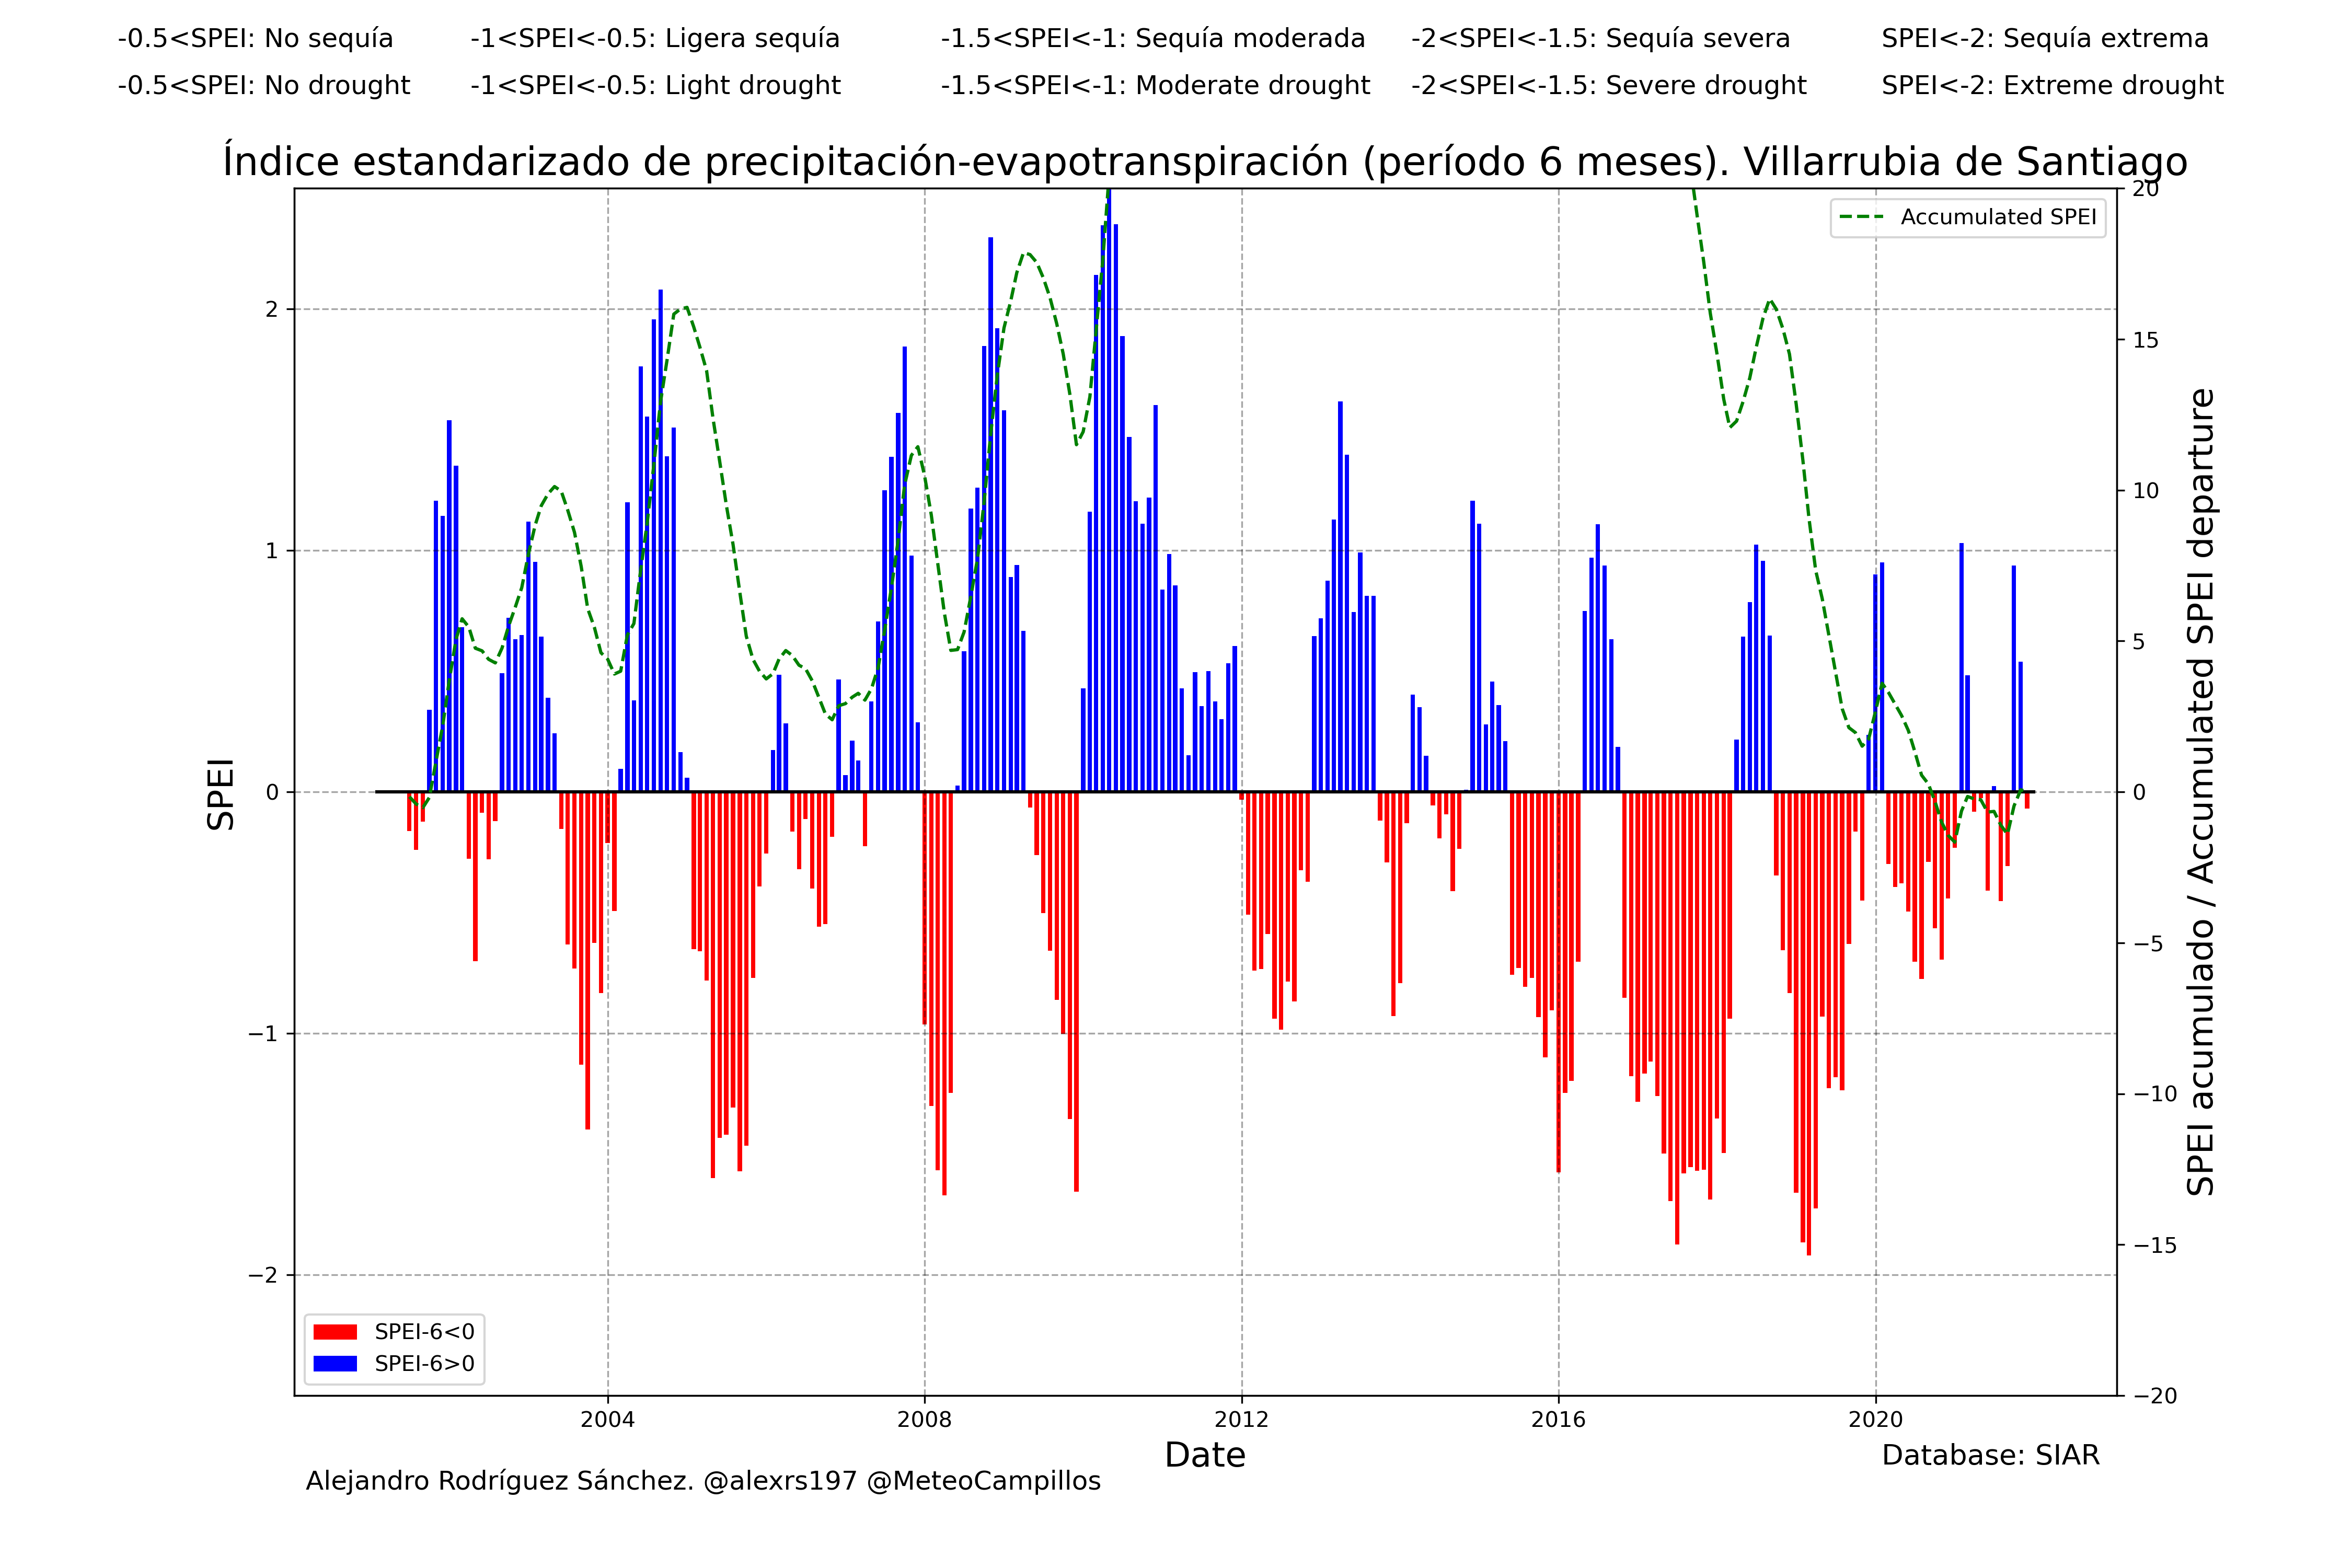 -0.5<SPEI: No sequía -1<SPEI<-0.5: Ligera sequía -1.5<SPEI<-1: Sequía moderada -2<SPEI<-1.5: Sequía severa SPEI<-2: Sequía extrema
-0.5<SPEI: No drought -1<SPEI<-0.5: Light drought -1.5<SPEI<-1: Moderate drought -2<SPEI<-1.5: Severe drought SPEI<-2: Extreme drought
Índice estandarizado de precipitación-evapotranspiración (período 6 meses). Villarrubia de Santiago
Accumulated SPEI
SPEI
2
1
0
−1
−2
20
15
10
5
0
−5
−10
−15
−20
SPEI acumulado / Accumulated SPEI departure
SPEI-6<0
SPEI-6>0
2004 2008 2012 2016 2020
Date
Database: SIAR
Alejandro Rodríguez Sánchez. @alexrs197 @MeteoCampillos